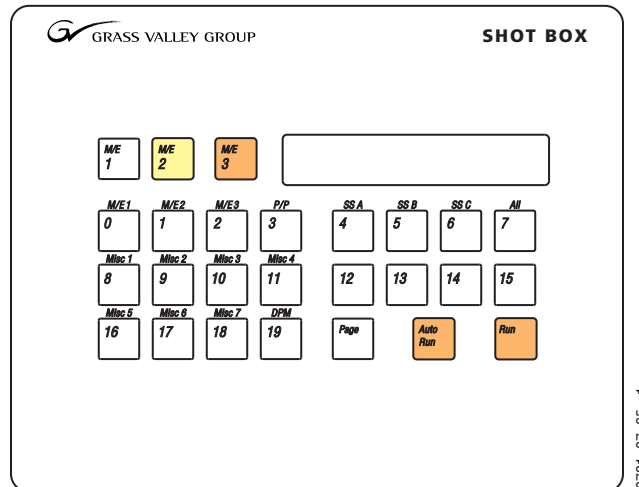 GRASS VALLEY GROUP
SHOT BOX
M/E 1
M/E 2
M/E 3
M/E 1 M/E 2 M/E 3 P/P SS A SS B SS C All
0 1 2 3 4 5 6 7
Misc 1 Misc 2 Misc 3 Misc 4
8 9 10 11 12 13 14 15
Misc 5 Misc 6 Misc 7 DPM
16 17 18 19 Page Auto Run Run